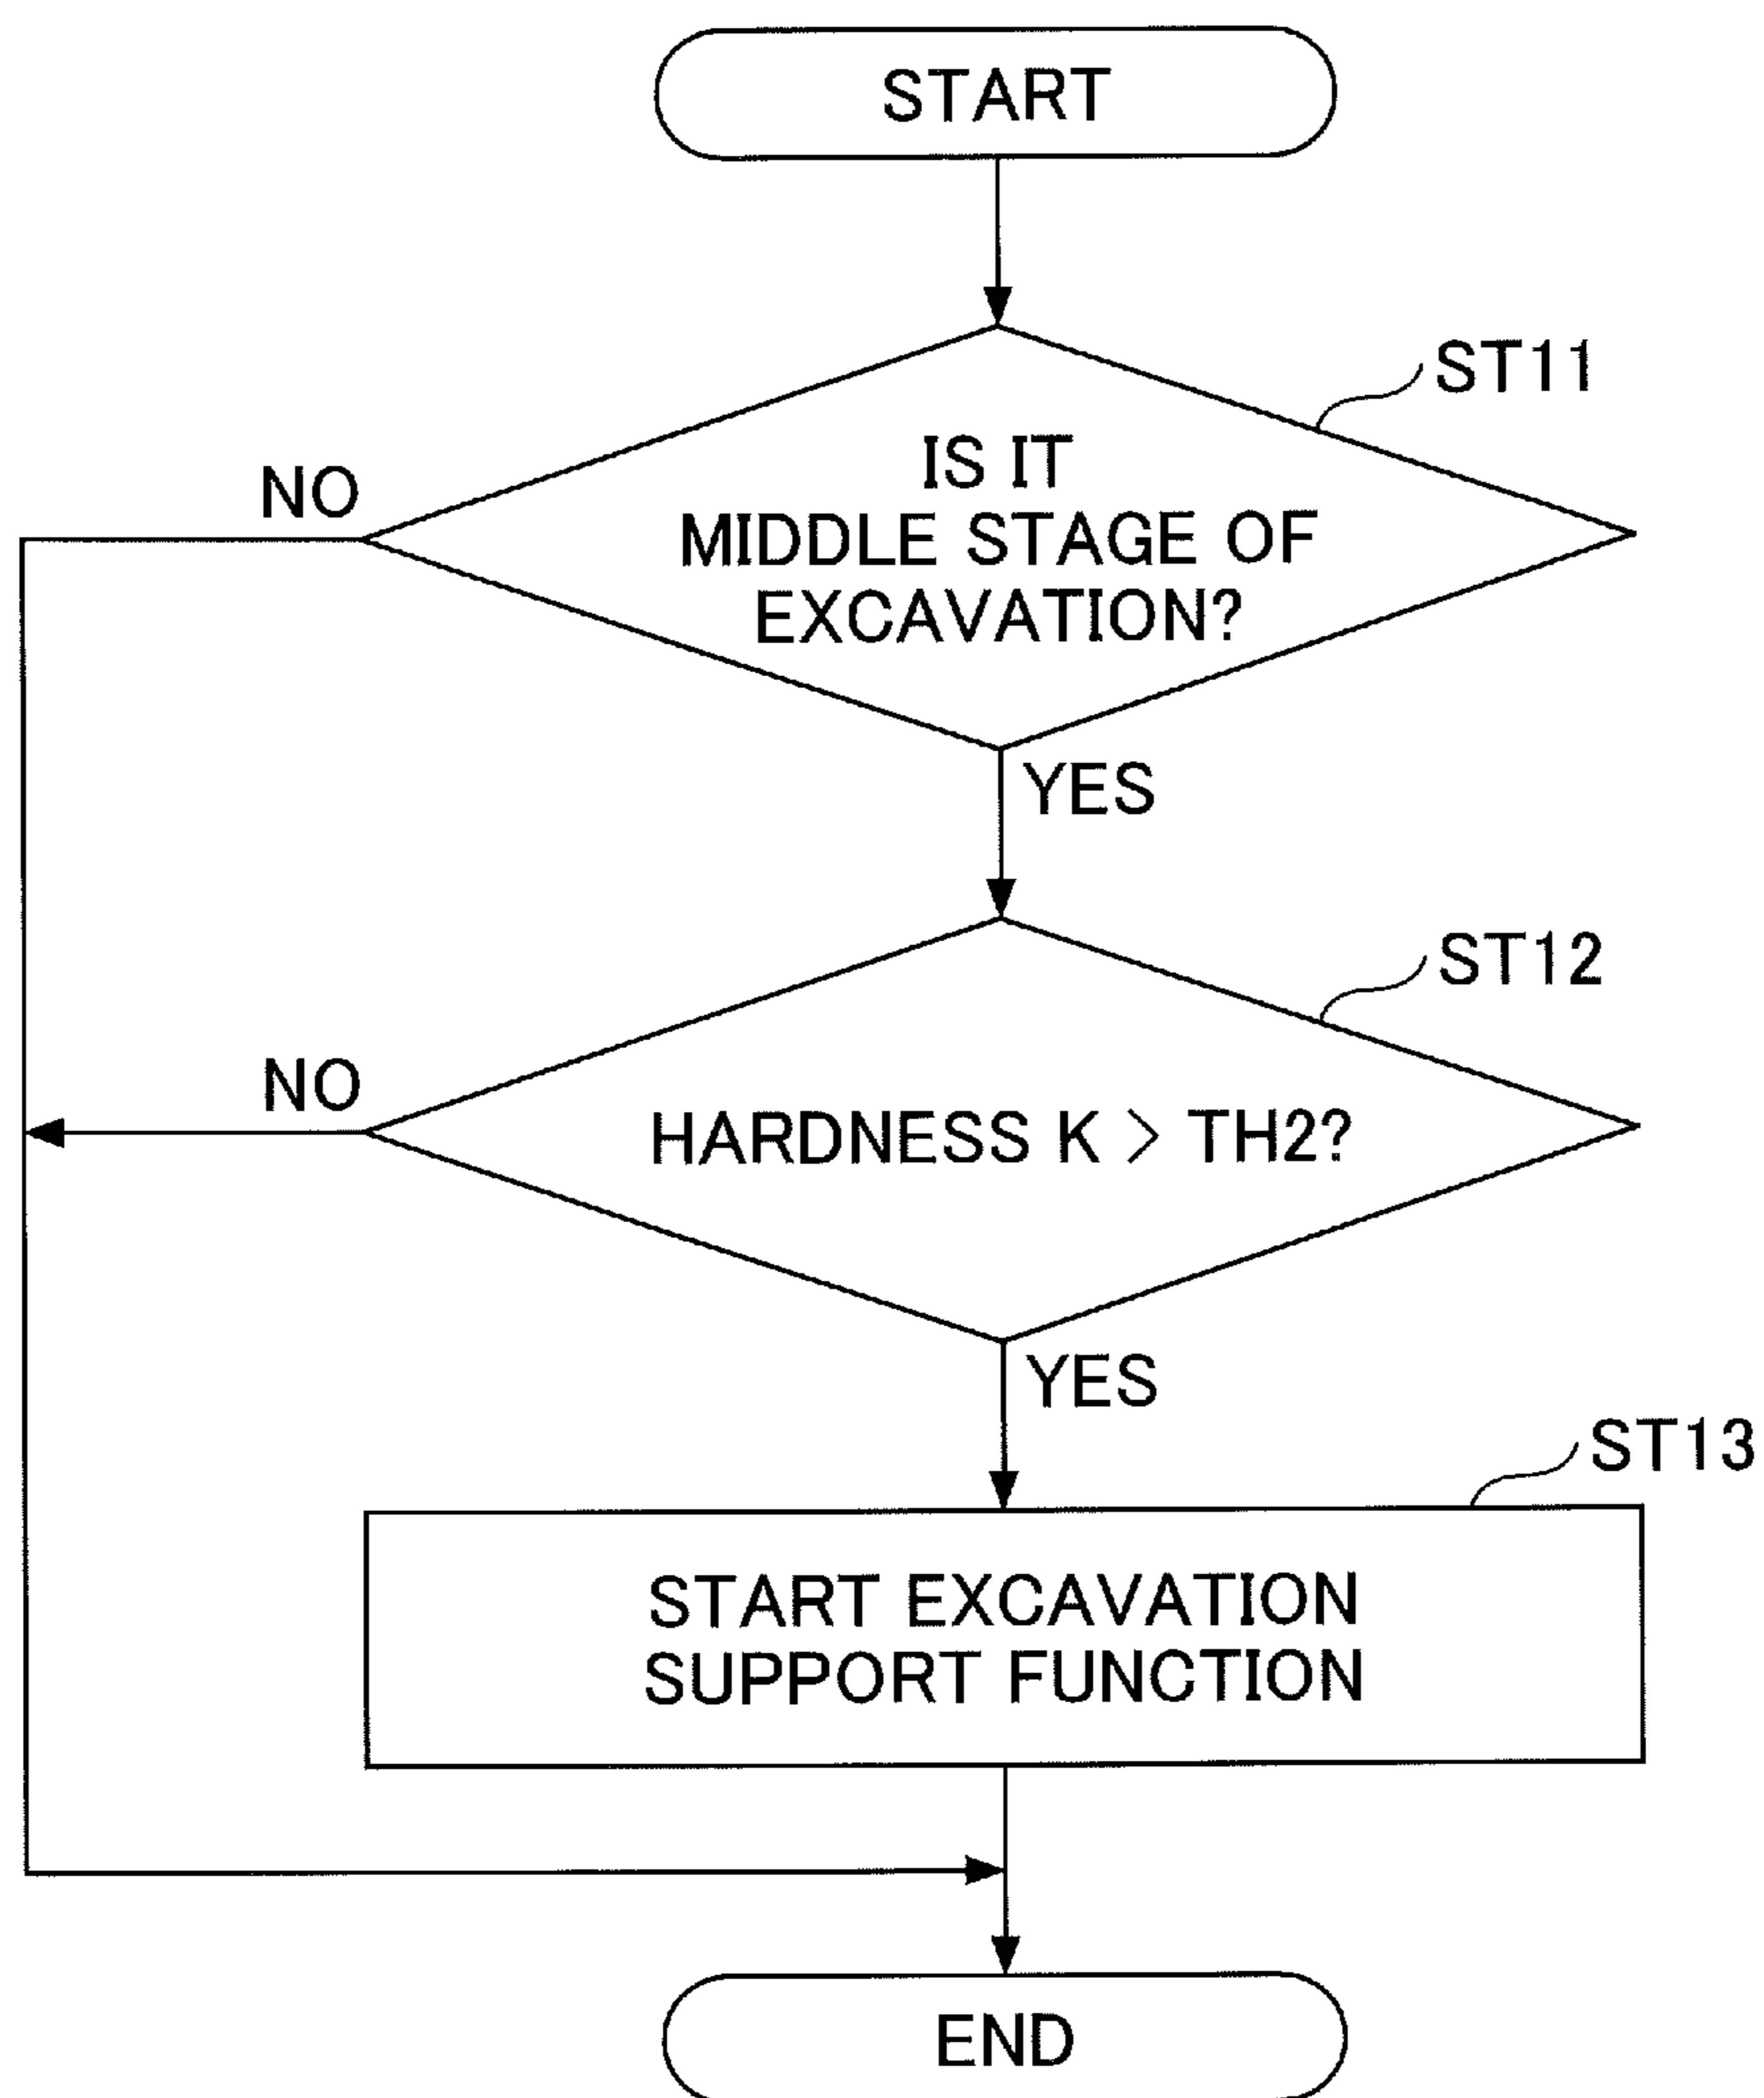 START
ST11
IS IT
MIDDLE STAGE OF
EXCAVATION?
NO
YES
ST12
HARDNESS K > TH2?
NO
YES
ST13
START EXCAVATION
SUPPORT FUNCTION
END